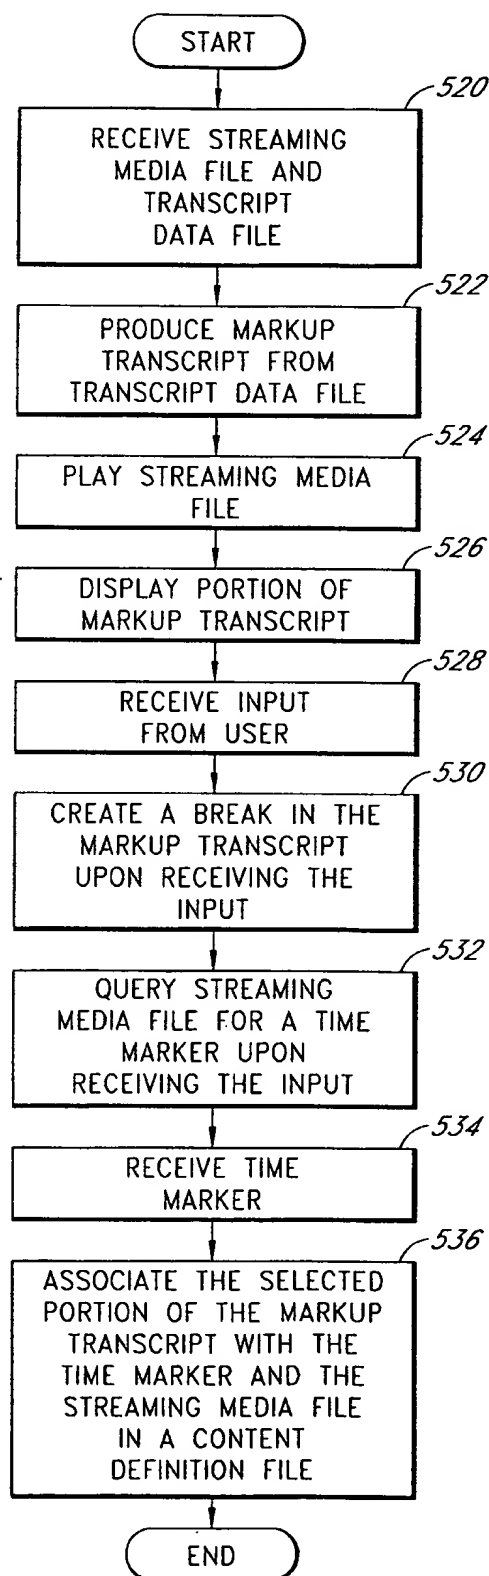 START
520
RECEIVE STREAMING
MEDIA FILE AND
TRANSCRIPT
DATA FILE
522
PRODUCE MARKUP
TRANSCRIPT FROM
TRANSCRIPT DATA FILE
524
PLAY STREAMING MEDIA
FILE
526
DISPLAY PORTION OF
MARKUP TRANSCRIPT
528
RECEIVE INPUT
FROM USER
530
CREATE A BREAK IN THE
MARKUP TRANSCRIPT
UPON RECEIVING THE
INPUT
532
QUERY STREAMING
MEDIA FILE FOR A TIME
MARKER UPON
RECEIVING THE INPUT
534
RECEIVE TIME
MARKER
536
ASSOCIATE THE SELECTED
PORTION OF THE MARKUP
TRANSCRIPT WITH THE
TIME MARKER AND THE
STREAMING MEDIA FILE
IN A CONTENT
DEFINITION FILE
END